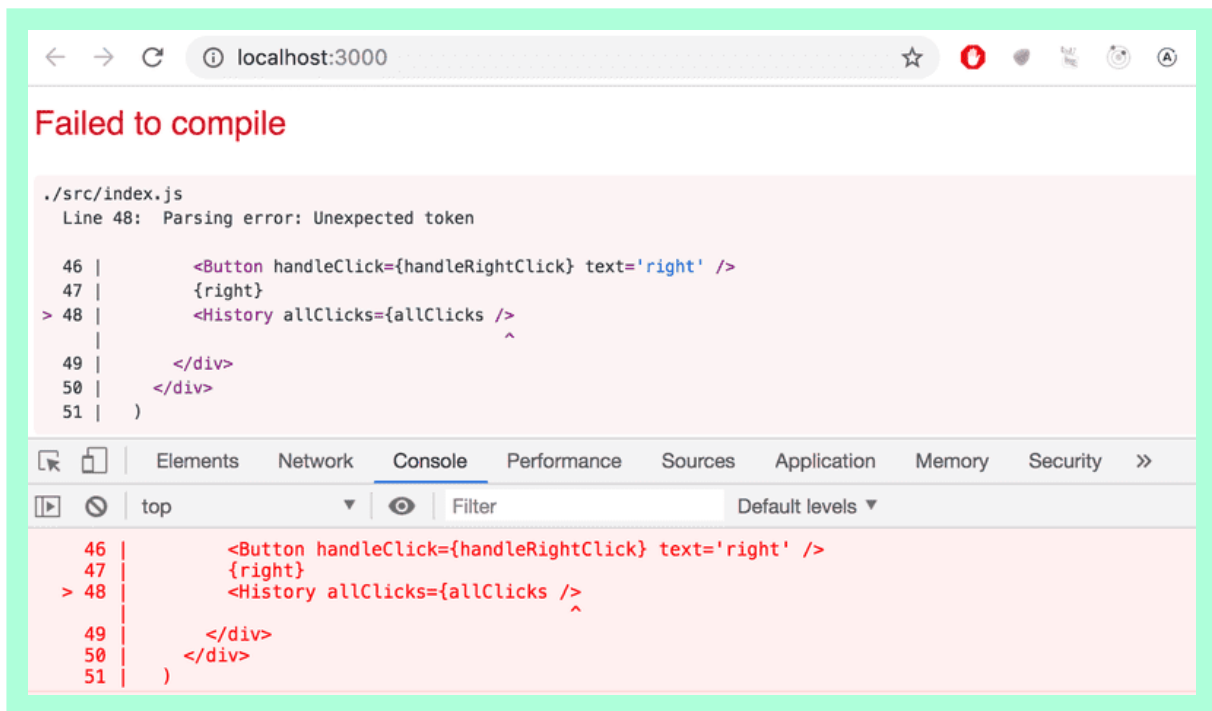 localhost:3000
Failed to compile
./src/index.js
  Line 48:  Parsing error: Unexpected token
  46 |         <Button handleClick={handleRightClick} text='right' />
  47 |         {right}
> 48 |         <History allClicks={allClicks />
     |                                       ^
  49 |       </div>
  50 |     </div>
  51 |   )
Elements Network Console Performance Sources Application Memory Security »
top Filter Default levels ▼
  46 |         <Button handleClick={handleRightClick} text='right' />
  47 |         {right}
> 48 |         <History allClicks={allClicks />
     |                                       ^
  49 |       </div>
  50 |     </div>
  51 |   )